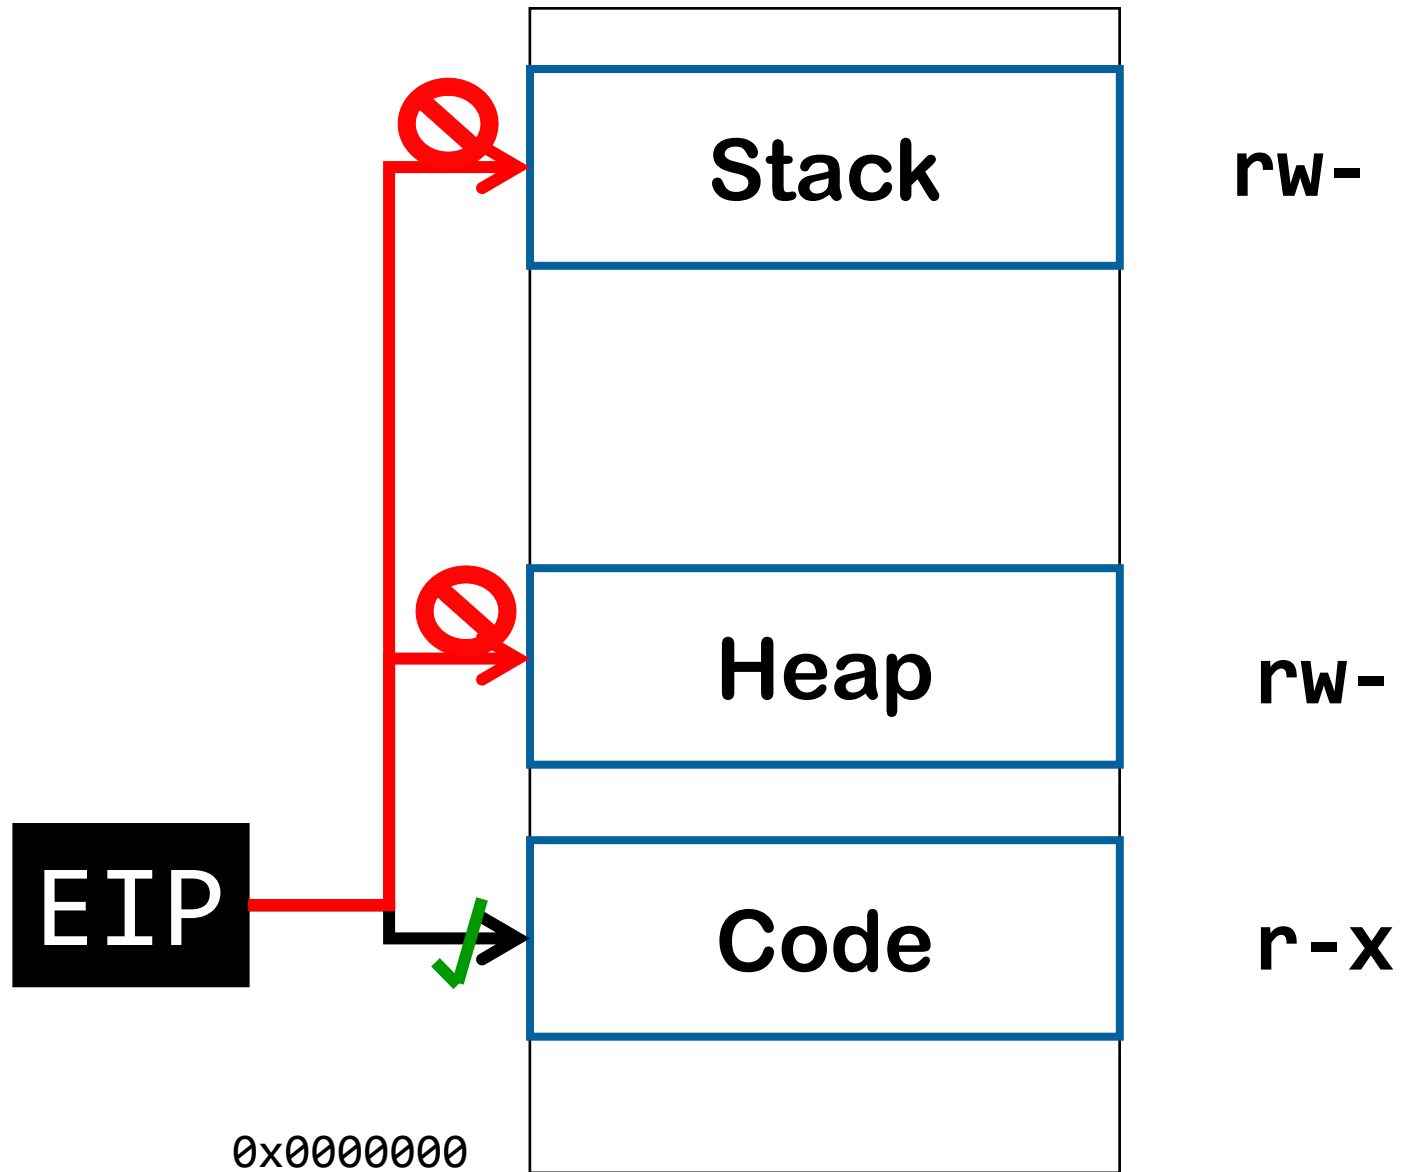 Stack
rw-
Heap
rw-
EIP
Code
r-x
0x0000000